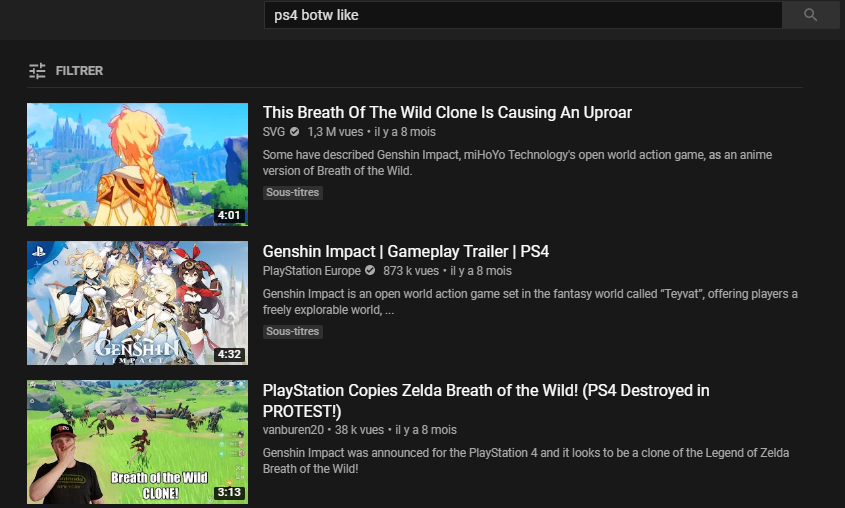 ps4 botw like
FILTRER
4:01
This Breath Of The Wild Clone Is Causing An Uproar
SVG 1,3 M vues • il y a 8 mois
Some have described Genshin Impact, miHoYo Technology's open world action game, as an anime
version of Breath of the Wild.
Sous-titres
GENSHIN
IMPACT
4:32
Genshin Impact | Gameplay Trailer | PS4
PlayStation Europe 873 k vues • il y a 8 mois
Genshin Impact is an open world action game set in the fantasy world called “Teyvat”, offering players a
freely explorable world, ...
Sous-titres
Nintendo
Breath of the Wild
CLONE!
3:13
PlayStation Copies Zelda Breath of the Wild! (PS4 Destroyed in
PROTEST!)
vanburen20 • 38 k vues • il y a 8 mois
Genshin Impact was announced for the PlayStation 4 and it looks to be a clone of the Legend of Zelda
Breath of the Wild!